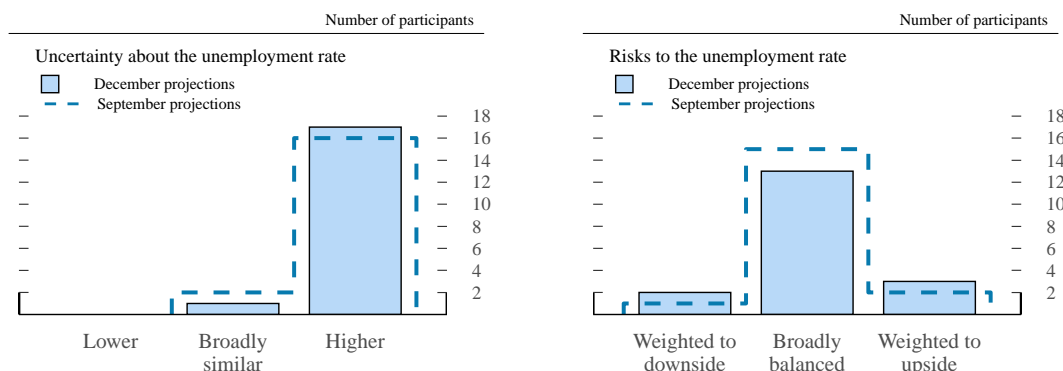 Number of participants
Uncertainty about the unemployment rate
December projections
September projections
18
16
14
12
10
8
6
4
2
Lower
Broadly
similar
Higher
Number of participants
Risks to the unemployment rate
December projections
September projections
18
16
14
12
10
8
6
4
2
Weighted to
downside
Broadly
balanced
Weighted to
upside